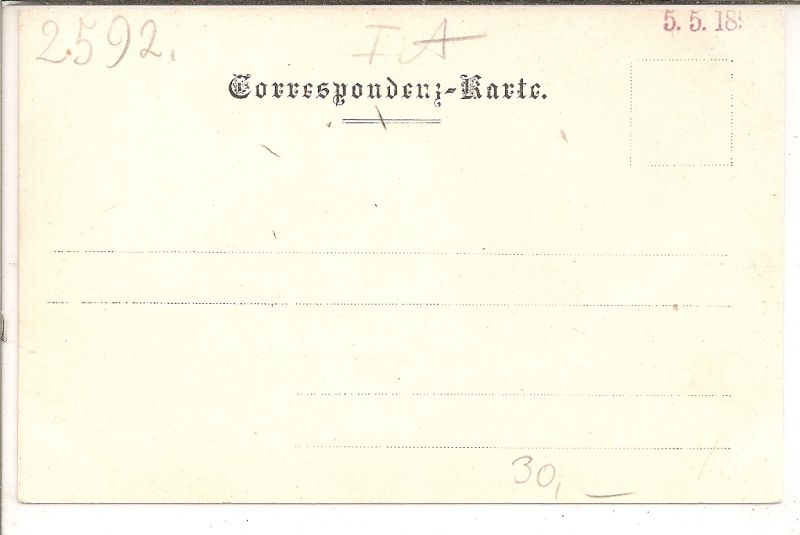 2592. I A 5. 5. 18
Correspondenz-Karte.
30,—